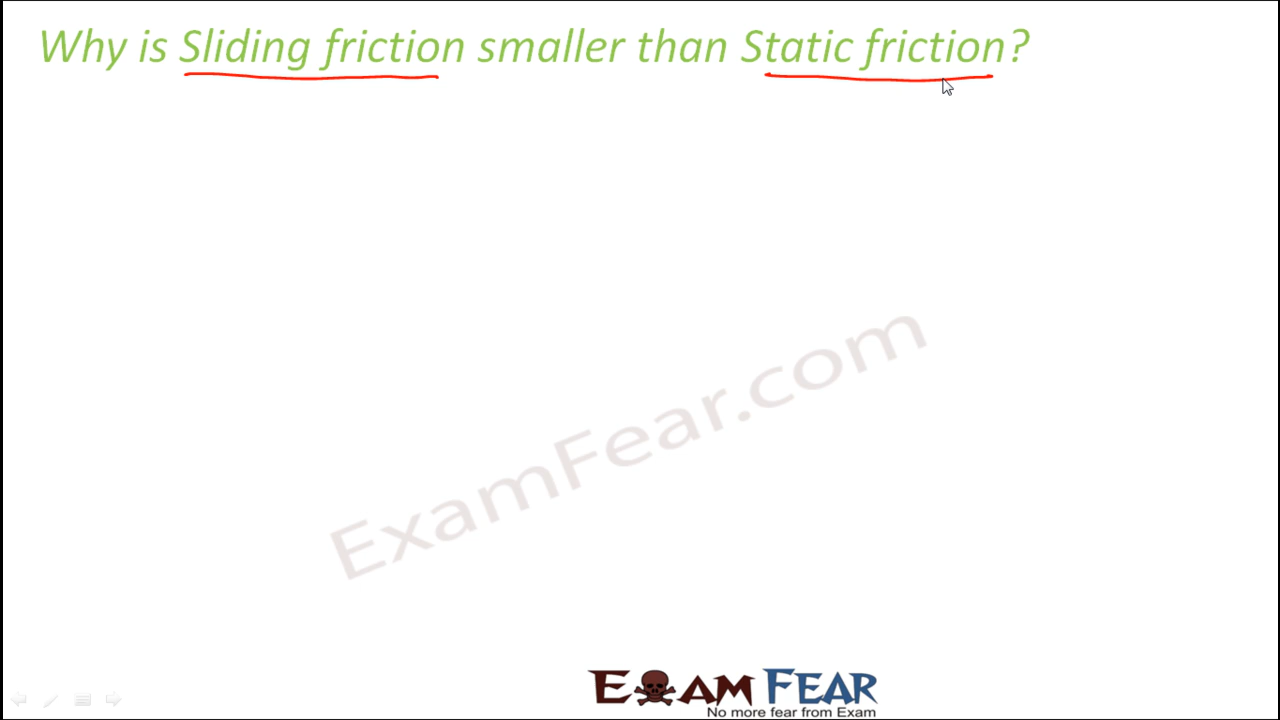 Why is Sliding friction smaller than Static friction?
ExamFear.com
EXAM FEAR
No more fear from Exam